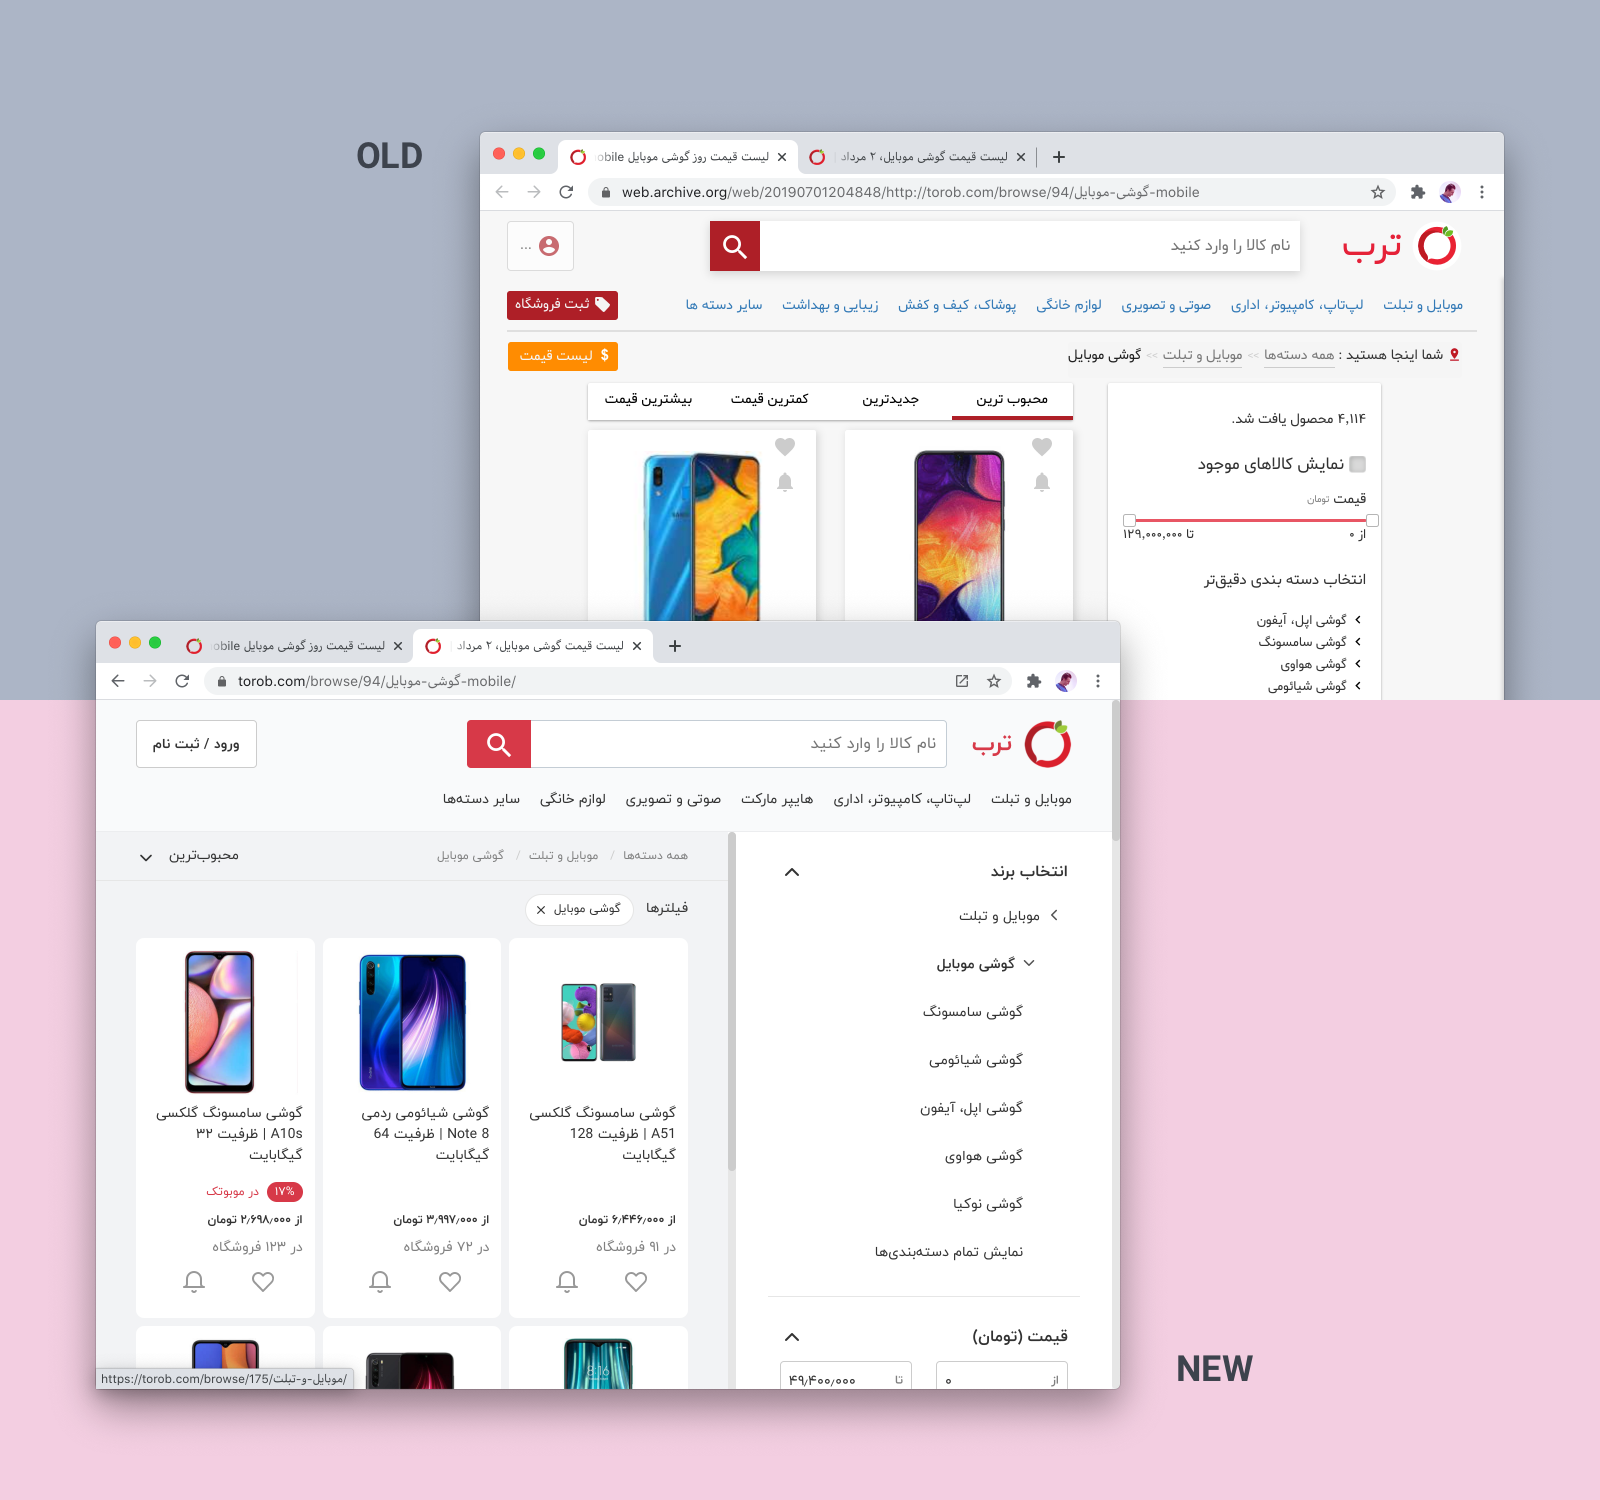 OLD
لیست قیمت روز گوشی موبایل obile
لیست قیمت گوشی موبایل، ۲ مرداد
web.archive.org/web/20190701204848/http://torob.com/browse/94/گوشی-موبایل-mobile
ترب
نام کالا را وارد کنید
...
موبایل و تبلت
لپ‌تاپ، کامپیوتر، اداری
صوتی و تصویری
لوازم خانگی
پوشاک، کیف و کفش
زیبایی و بهداشت
سایر دسته ها
ثبت فروشگاه
شما اینجا هستید : همه دسته‌ها >> موبایل و تبلت >> گوشی موبایل
$ لیست قیمت
محبوب ترین
جدیدترین
کمترین قیمت
بیشترین قیمت
۴,۱۱۴ محصول یافت شد.
نمایش کالاهای موجود
قیمت تومان
از ۰
تا ۱۲۹,۰۰۰,۰۰۰
انتخاب دسته بندی دقیق‌تر
گوشی اپل، آیفون
گوشی سامسونگ
گوشی هواوی
گوشی شیائومی
لیست قیمت روز گوشی موبایل obile
لیست قیمت گوشی موبایل، ۲ مرداد
torob.com/browse/94/گوشی-موبایل-mobile/
ترب
نام کالا را وارد کنید
ورود / ثبت نام
موبایل و تبلت
لپ‌تاپ، کامپیوتر، اداری
هایپر مارکت
صوتی و تصویری
لوازم خانگی
سایر دسته‌ها
انتخاب برند
موبایل و تبلت
گوشی موبایل
گوشی سامسونگ
گوشی شیائومی
گوشی اپل، آیفون
گوشی هواوی
گوشی نوکیا
نمایش تمام دسته‌بندی‌ها
قیمت (تومان)
از ۰
تا ۴۹٫۴۰۰٫۰۰۰
همه دسته‌ها / موبایل و تبلت / گوشی موبایل
محبوب‌ترین
فیلترها
گوشی موبایل
گوشی سامسونگ گلکسی
A51 | ظرفیت 128
گیگابایت
از ۶٫۴۴۶٫۰۰۰ تومان
در ۹۱ فروشگاه
گوشی شیائومی ردمی
Note 8 | ظرفیت 64
گیگابایت
از ۳٫۹۹۷٫۰۰۰ تومان
در ۷۲ فروشگاه
گوشی سامسونگ گلکسی
A10s | ظرفیت ۳۲
گیگابایت
۱۷% در موبوتک
از ۲٫۶۹۸٫۰۰۰ تومان
در ۱۲۳ فروشگاه
8:16
https://torob.com/browse/175/موبایل-و-تبلت/
NEW